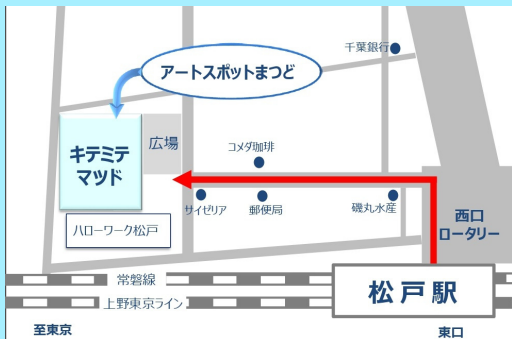 千葉銀行
アートスポットまつど
キテミテ
マッド
広場
コメダ珈琲
サイゼリア
郵便局
磯丸水産
西口
ロータリー
ハローワーク松戸
常磐線
上野東京ライン
松戸駅
至東京
東口